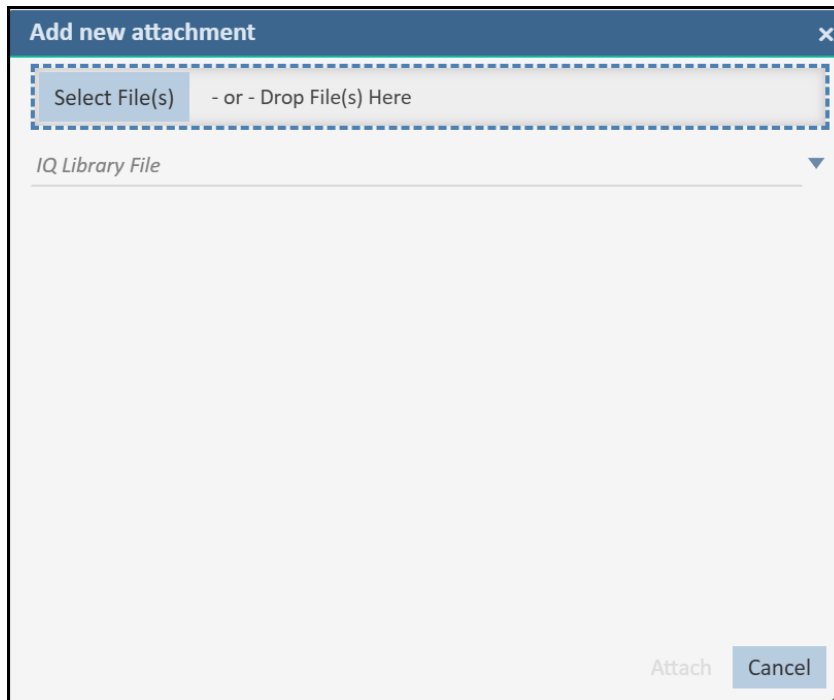 Add new attachment ×
Select File(s) - or - Drop File(s) Here
IQ Library File
Attach Cancel